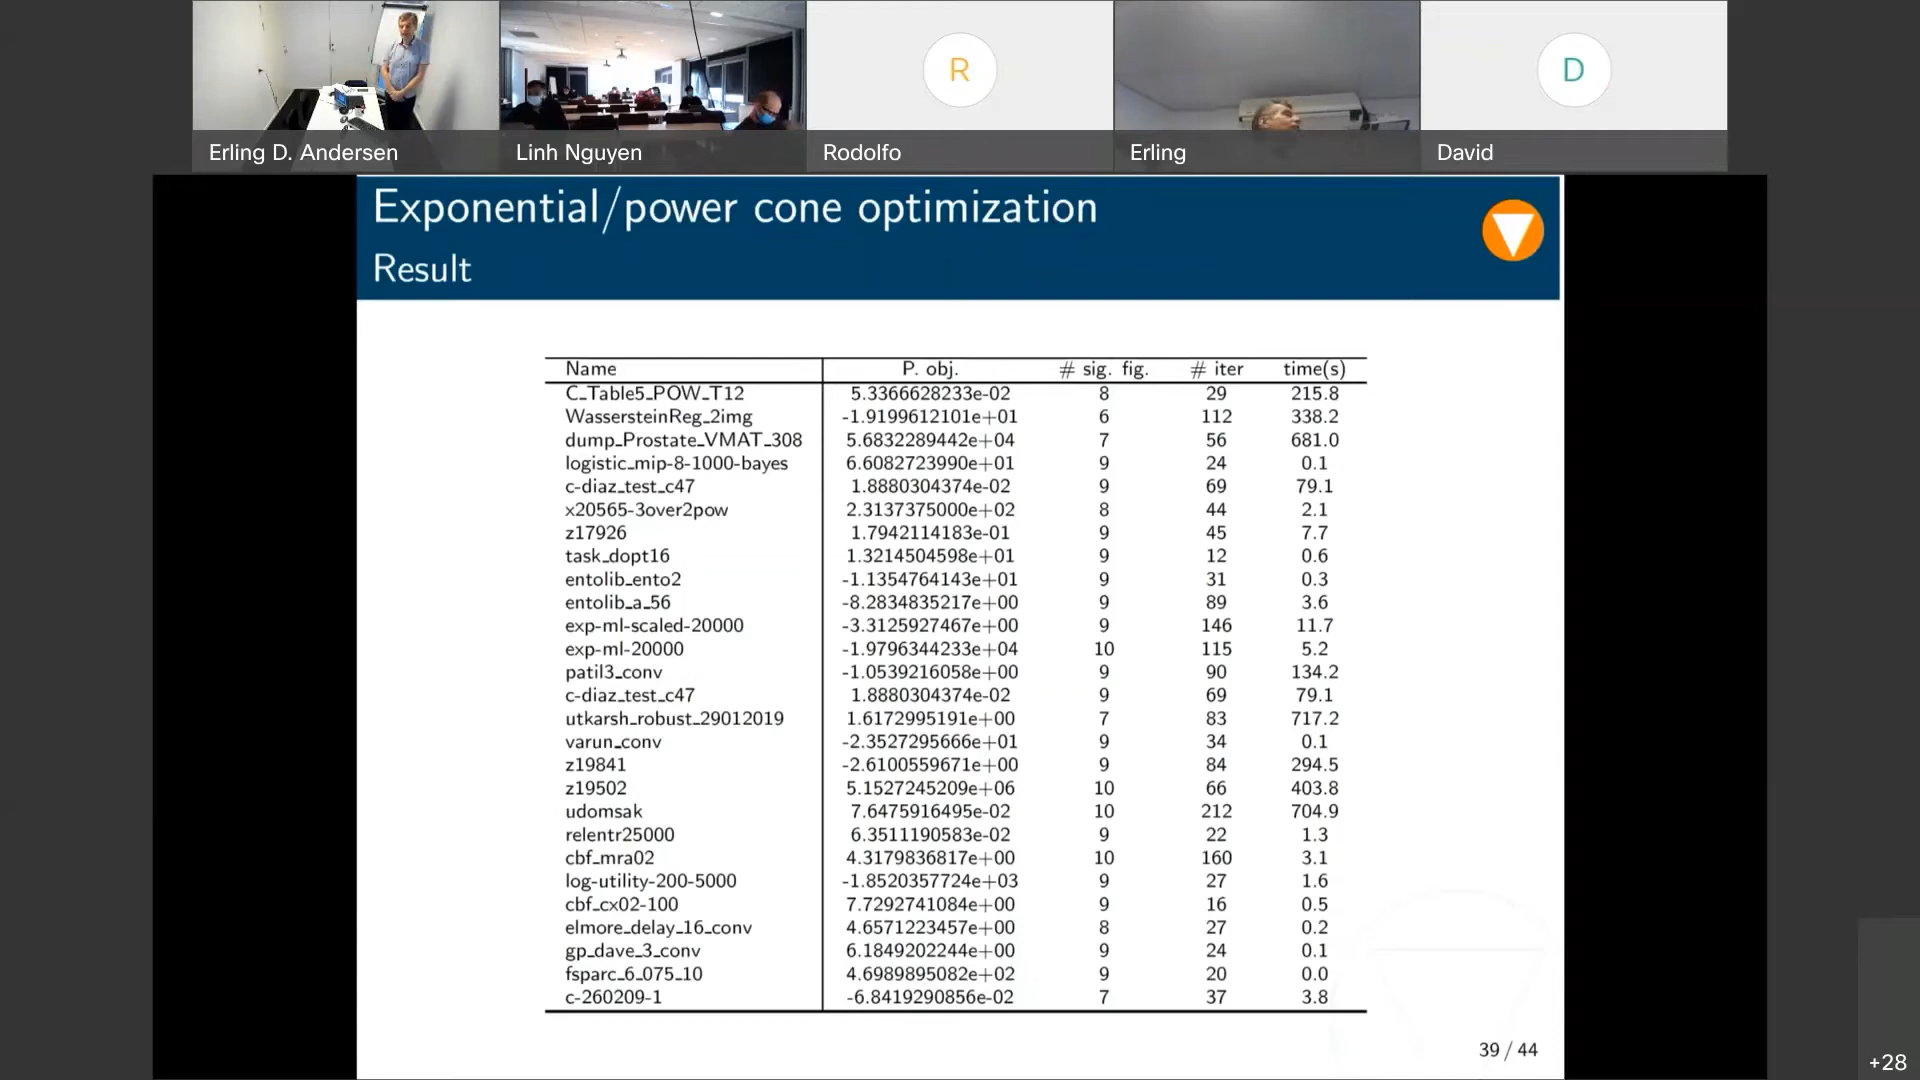 Erling D. Andersen
Linh Nguyen
R
Rodolfo
Erling
D
David
Exponential/power cone optimization
Result
Name P. obj. # sig. fig. # iter time(s)
C_Table5_POW_T12 5.3366628233e-02 8 29 215.8
WassersteinReg_2img -1.9199612101e+01 6 112 338.2
dump_Prostate_VMAT_308 5.6832289442e+04 7 56 681.0
logistic_mip-8-1000-bayes 6.6082723990e+01 9 24 0.1
c-diaz_test_c47 1.8880304374e-02 9 69 79.1
x20565-3over2pow 2.3137375000e+02 8 44 2.1
z17926 1.7942114183e-01 9 45 7.7
task_dopt16 1.3214504598e+01 9 12 0.6
entolib_ento2 -1.1354764143e+01 9 31 0.3
entolib_a_56 -8.2834835217e+00 9 89 3.6
exp-ml-scaled-20000 -3.3125927467e+00 9 146 11.7
exp-ml-20000 -1.9796344233e+04 10 115 5.2
patil3_conv -1.0539216058e+00 9 90 134.2
c-diaz_test_c47 1.8880304374e-02 9 69 79.1
utkarsh_robust_29012019 1.6172995191e+00 7 83 717.2
varun_conv -2.3527295666e+01 9 34 0.1
z19841 -2.6100559671e+00 9 84 294.5
z19502 5.1527245209e+06 10 66 403.8
udomsak 7.6475916495e-02 10 212 704.9
relentr25000 6.3511190583e-02 9 22 1.3
cbf_mra02 4.3179836817e+00 10 160 3.1
log-utility-200-5000 -1.8520357724e+03 9 27 1.6
cbf_cx02-100 7.7292741084e+00 9 16 0.5
elmore_delay_16_conv 4.6571223457e+00 8 27 0.2
gp_dave_3_conv 6.1849202244e+00 9 24 0.1
fsparc_6_075_10 4.6989895082e+02 9 20 0.0
c-260209-1 -6.8419290856e-02 7 37 3.8
39 / 44
+28